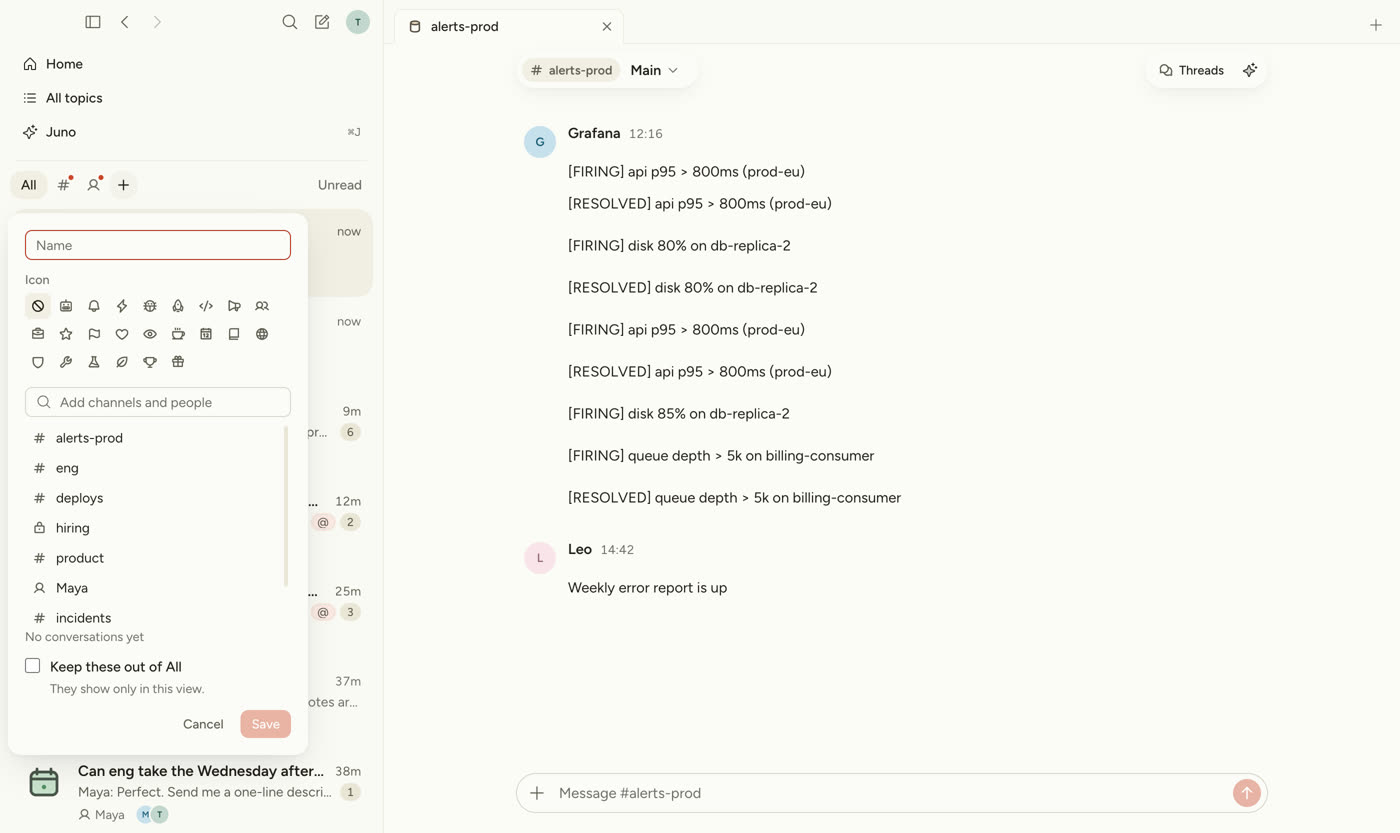 T
alerts-prod
Home
All topics
Juno
⌘J
All
Unread
now
Name
Icon
12
now
Add channels and people
9m
pr...
6
alerts-prod
eng
deploys
hiring
product
Maya
incidents
...
12m
@
2
...
25m
@
3
No conversations yet
Keep these out of All
They show only in this view.
37m
otes ar...
Cancel
Save
Can eng take the Wednesday after...
38m
Maya: Perfect. Send me a one-line descri...
1
Maya
M
T
# alerts-prod
Main
Threads
G
Grafana 12:16
[FIRING] api p95 > 800ms (prod-eu)
[RESOLVED] api p95 > 800ms (prod-eu)
[FIRING] disk 80% on db-replica-2
[RESOLVED] disk 80% on db-replica-2
[FIRING] api p95 > 800ms (prod-eu)
[RESOLVED] api p95 > 800ms (prod-eu)
[FIRING] disk 85% on db-replica-2
[FIRING] queue depth > 5k on billing-consumer
[RESOLVED] queue depth > 5k on billing-consumer
L
Leo 14:42
Weekly error report is up
Message #alerts-prod